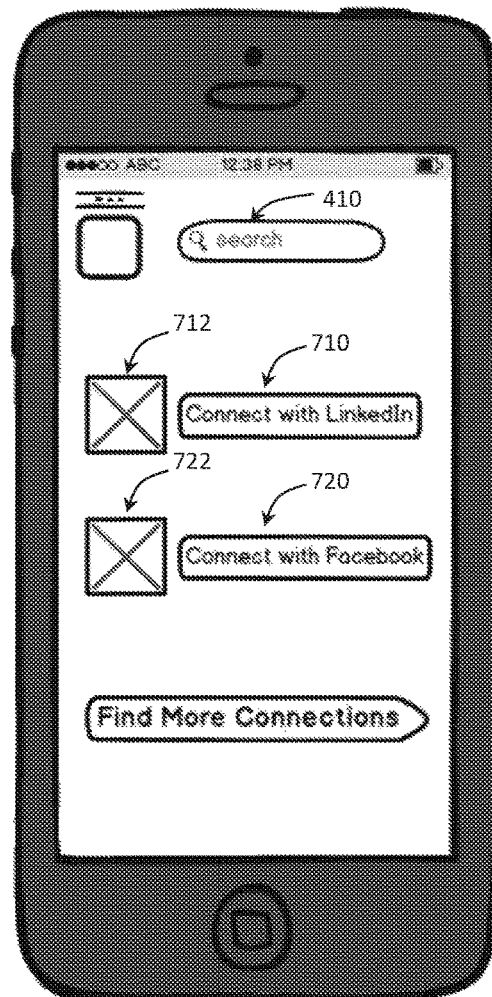 ABC 12:38 PM
410
search
712
710
Connect with LinkedIn
722
720
Connect with Facebook
Find More Connections